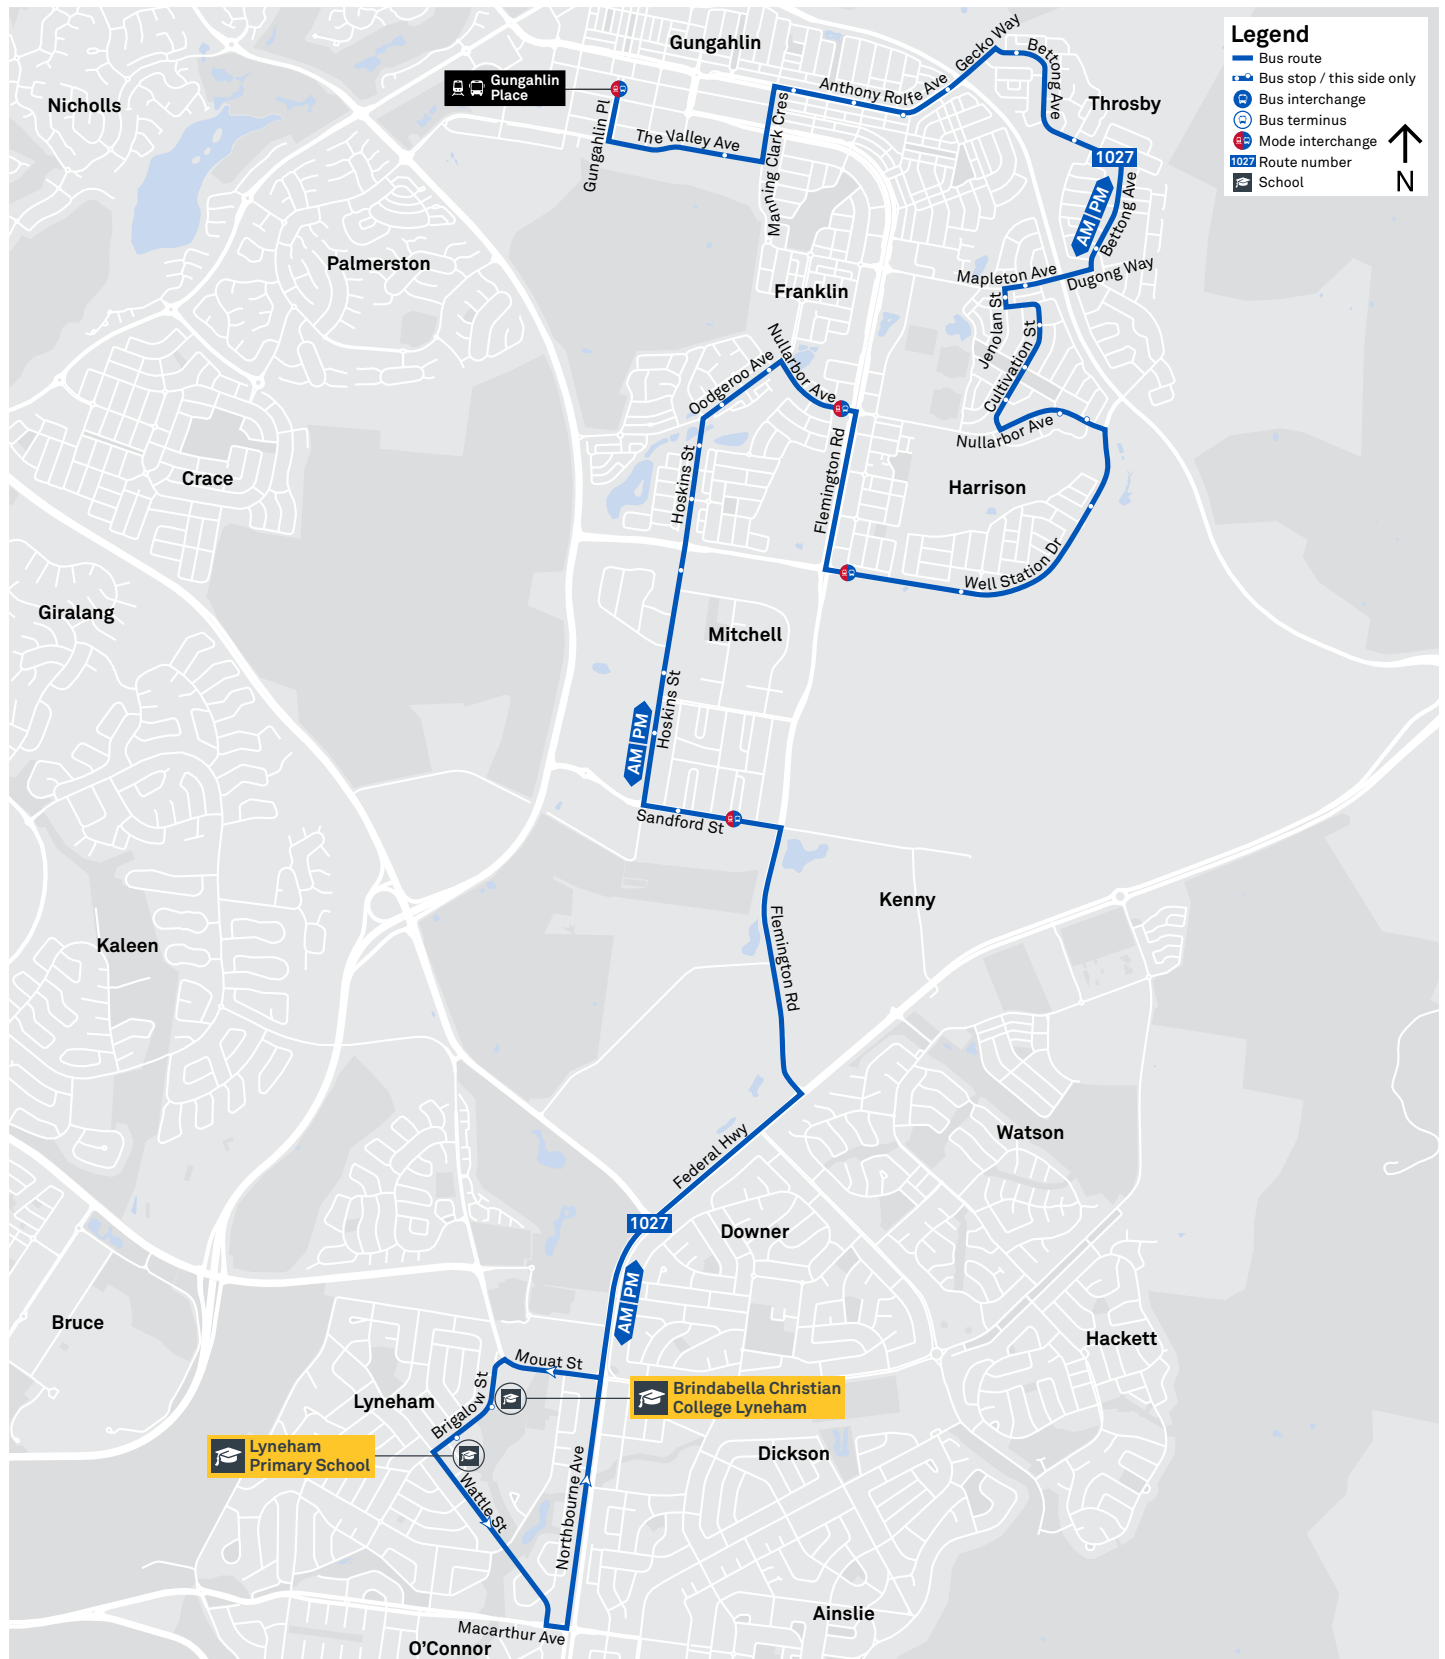 Legend
Bus route
Bus stop / this side only
Bus interchange
Bus terminus
Mode interchange
1027 Route number
School
N
Gungahlin
Gungahlin
Place
Nicholls
Gungahlin Pl
The Valley Ave
Manning Clark Cres
Anthony Rolfe Ave
Gecko Way
Bettong Ave
Throsby
1027
AM | PM
Bettong Ave
Mapleton Ave
Dugong Way
Palmerston
Franklin
Jenolan St
Cultivation St
Nullarbor Ave
Oodgeroo Ave
Nullarbor Ave
Flemington Rd
Hoskins St
Crace
Harrison
Well Station Dr
Giralang
Mitchell
Hoskins St
AM | PM
Sandford St
Kenny
Flemington Rd
Kaleen
Watson
Federal Hwy
1027
Downer
AM | PM
Bruce
Hackett
Mouat St
Brindabella Christian
College Lyneham
Lyneham
Brigalow St
Lyneham
Primary School
Dickson
Wattle St
Northbourne Ave
Ainslie
Macarthur Ave
O'Connor